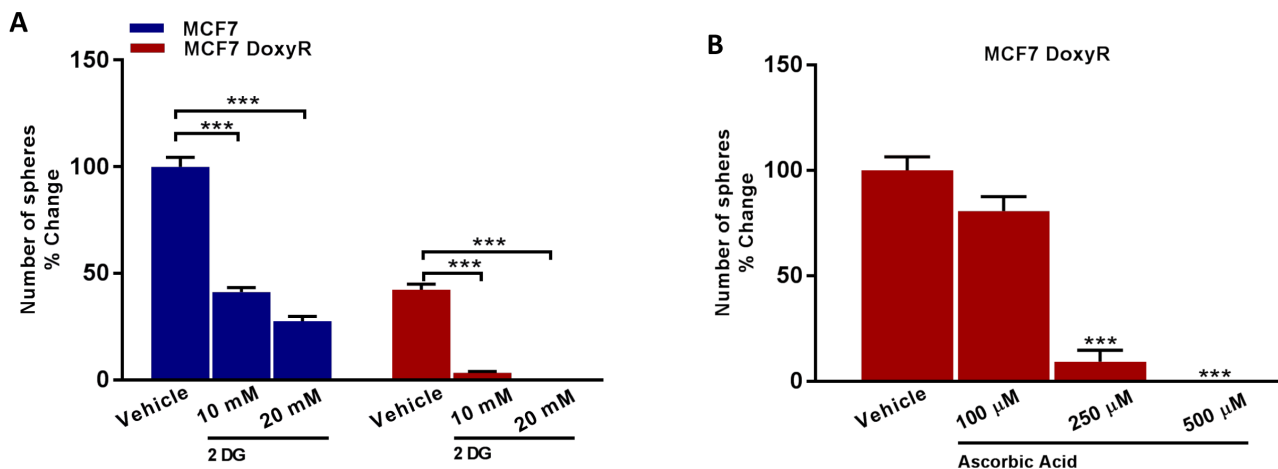 A
MCF7
MCF7 DoxyR
Number of spheres
% Change
150
100
50
0
***
***
***
***
Vehicle
10 mM
20 mM
Vehicle
10 mM
20 mM
2 DG
2 DG
B
MCF7 DoxyR
Number of spheres
% Change
150
100
50
0
***
***
Vehicle
100 µM
250 µM
500 µM
Ascorbic Acid